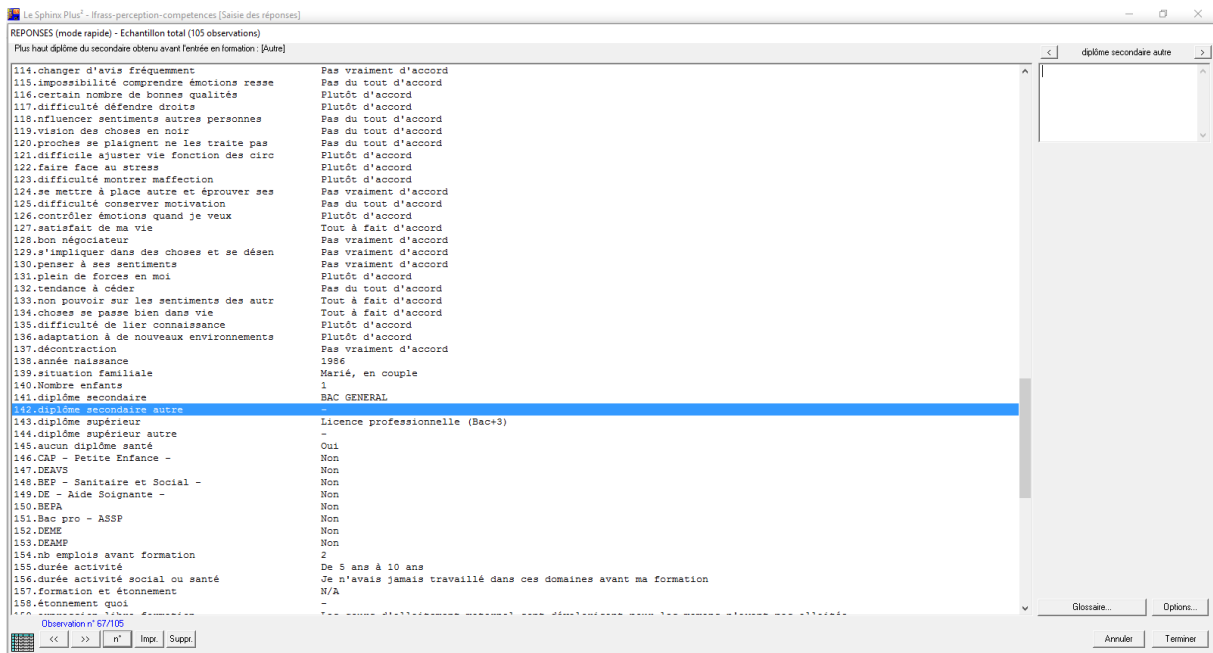 Le Sphinx Plus² - Ifrass-perception-competences [Saisie des réponses]
REPONSES (mode rapide) - Echantillon total (105 observations)
Plus haut diplôme du secondaire obtenu avant l'entrée en formation : [Autre]
< diplôme secondaire autre >
114.changer d'avis fréquemment Pas vraiment d'accord
115.impossibilité comprendre émotions resse Pas du tout d'accord
116.certain nombre de bonnes qualités Plutôt d'accord
117.difficulté défendre droits Plutôt d'accord
118.nfluencer sentiments autres personnes Pas du tout d'accord
119.vision des choses en noir Pas du tout d'accord
120.proches se plaignent ne les traite pas Pas du tout d'accord
121.difficile ajuster vie fonction des circ Plutôt d'accord
122.faire face au stress Plutôt d'accord
123.difficulté montrer maffection Plutôt d'accord
124.se mettre à place autre et éprouver ses Pas vraiment d'accord
125.difficulté conserver motivation Pas du tout d'accord
126.contrôler émotions quand je veux Plutôt d'accord
127.satisfait de ma vie Tout à fait d'accord
128.bon négociateur Pas vraiment d'accord
129.s'impliquer dans des choses et se désen Pas vraiment d'accord
130.penser à ses sentiments Pas vraiment d'accord
131.plein de forces en moi Plutôt d'accord
132.tendance à céder Pas du tout d'accord
133.non pouvoir sur les sentiments des autr Tout à fait d'accord
134.choses se passe bien dans vie Tout à fait d'accord
135.difficulté de lier connaissance Plutôt d'accord
136.adaptation à de nouveaux environnements Plutôt d'accord
137.décontraction Pas vraiment d'accord
138.année naissance 1986
139.situation familiale Marié, en couple
140.Nombre enfants 1
141.diplôme secondaire BAC GENERAL
142.diplôme secondaire autre -
143.diplôme supérieur Licence professionnelle (Bac+3)
144.diplôme supérieur autre -
145.aucun diplôme santé Oui
146.CAP - Petite Enfance - Non
147.DEAVS Non
148.BEP - Sanitaire et Social - Non
149.DE - Aide Soignante - Non
150.BEPA Non
151.Bac pro - ASSP Non
152.DEME Non
153.DEAMP Non
154.nb emplois avant formation 2
155.durée activité De 5 ans à 10 ans
156.durée activité social ou santé Je n'avais jamais travaillé dans ces domaines avant ma formation
157.formation et étonnement N/A
158.étonnement quoi -
Glossaire... Options...
Observation n° 67/105
<< >> n° Impr. Suppr. Annuler Terminer